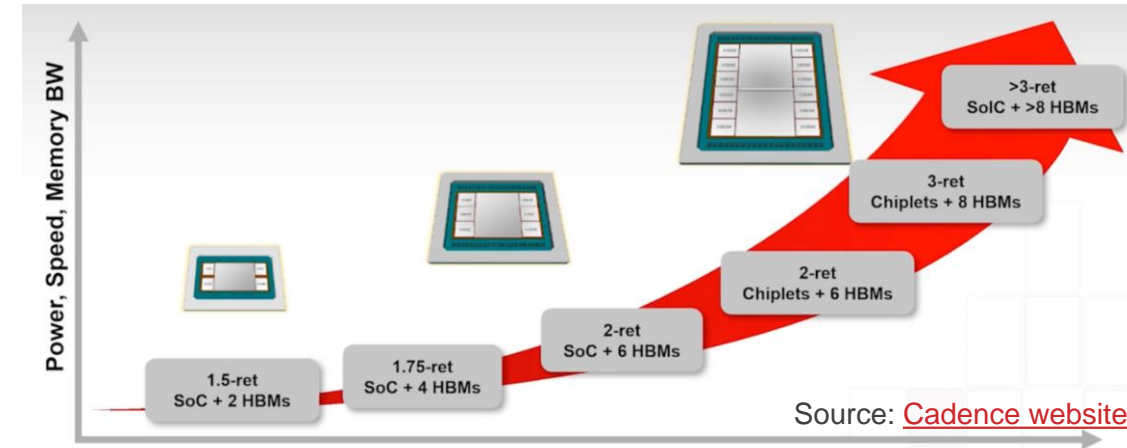 Power, Speed, Memory BW
>3-ret
SoIC + >8 HBMs
3-ret
Chiplets + 8 HBMs
2-ret
Chiplets + 6 HBMs
2-ret
SoC + 6 HBMs
1.75-ret
SoC + 4 HBMs
1.5-ret
SoC + 2 HBMs
Source: Cadence website